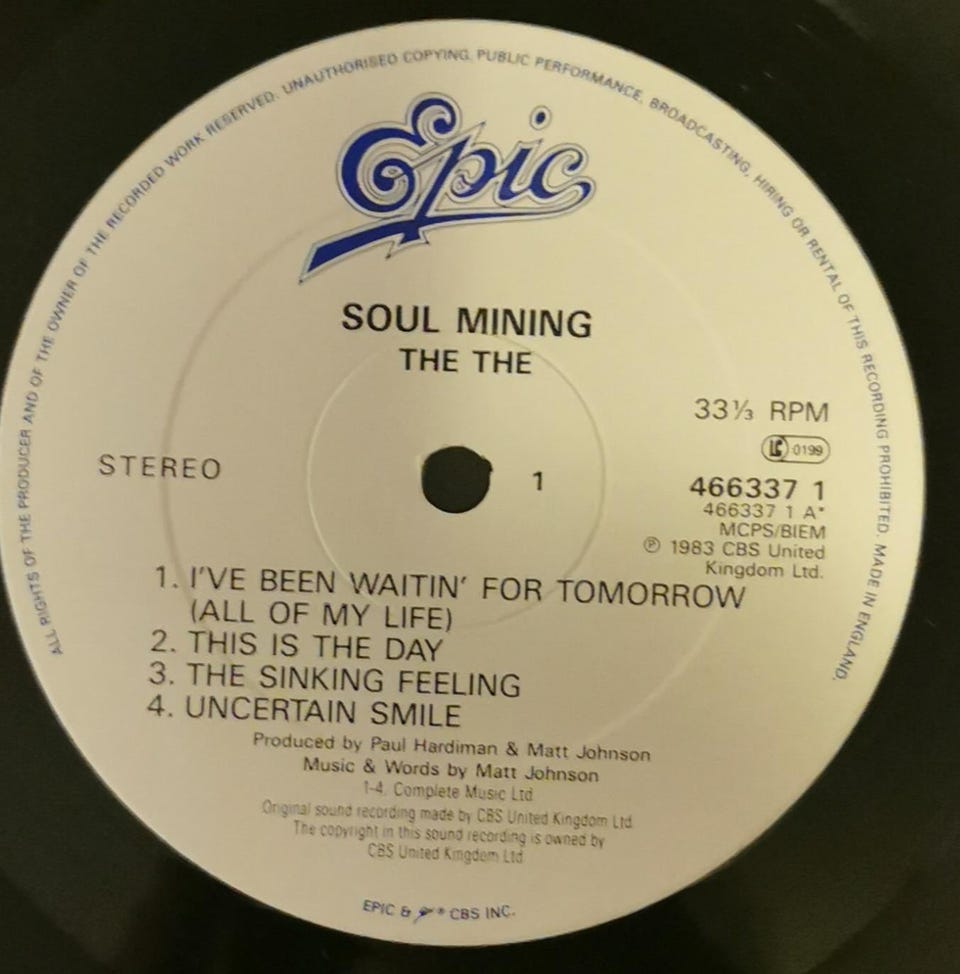 ALL RIGHTS OF THE PRODUCER AND OF THE OWNER OF THE RECORDED WORK RESERVED. UNAUTHORISED COPYING, PUBLIC PERFORMANCE, BROADCASTING, HIRING OR RENTAL OF THIS RECORDING PROHIBITED. MADE IN ENGLAND.
Epic
SOUL MINING
THE THE
33⅓ RPM
LC 0199
STEREO
1
466337 1
466337 1 A*
MCPS/BIEM
℗ 1983 CBS United
Kingdom Ltd.
1. I'VE BEEN WAITIN' FOR TOMORROW
(ALL OF MY LIFE)
2. THIS IS THE DAY
3. THE SINKING FEELING
4. UNCERTAIN SMILE
Produced by Paul Hardiman & Matt Johnson
Music & Words by Matt Johnson
1-4. Complete Music Ltd
Original sound recording made by CBS United Kingdom Ltd.
The copyright in this sound recording is owned by
CBS United Kingdom Ltd
EPIC & ® CBS INC.